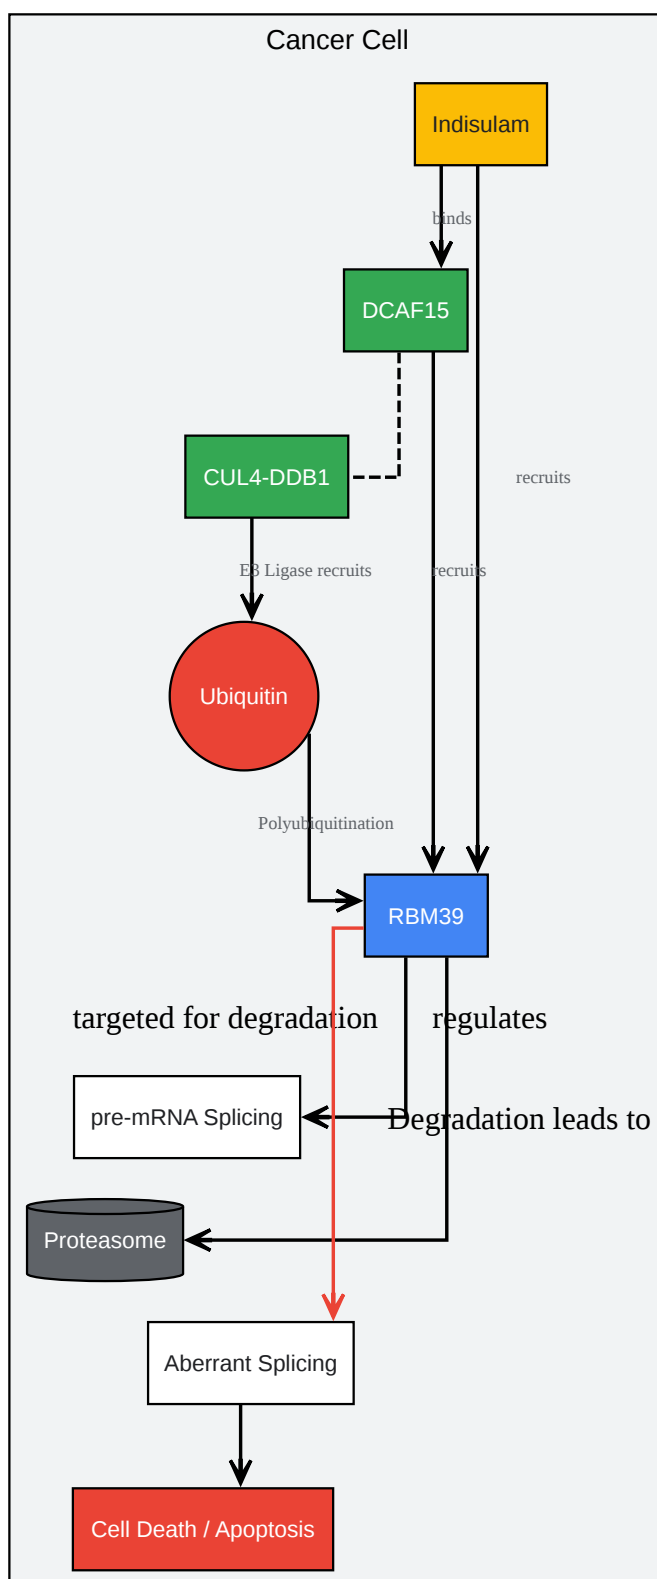 Cancer Cell
Indisulam
binds
DCAF15
CUL4-DDB1
recruits
E3 Ligase recruits
recruits
Ubiquitin
Polyubiquitination
RBM39
targeted for degradation
regulates
pre-mRNA Splicing
Degradation leads to
Proteasome
Aberrant Splicing
Cell Death / Apoptosis